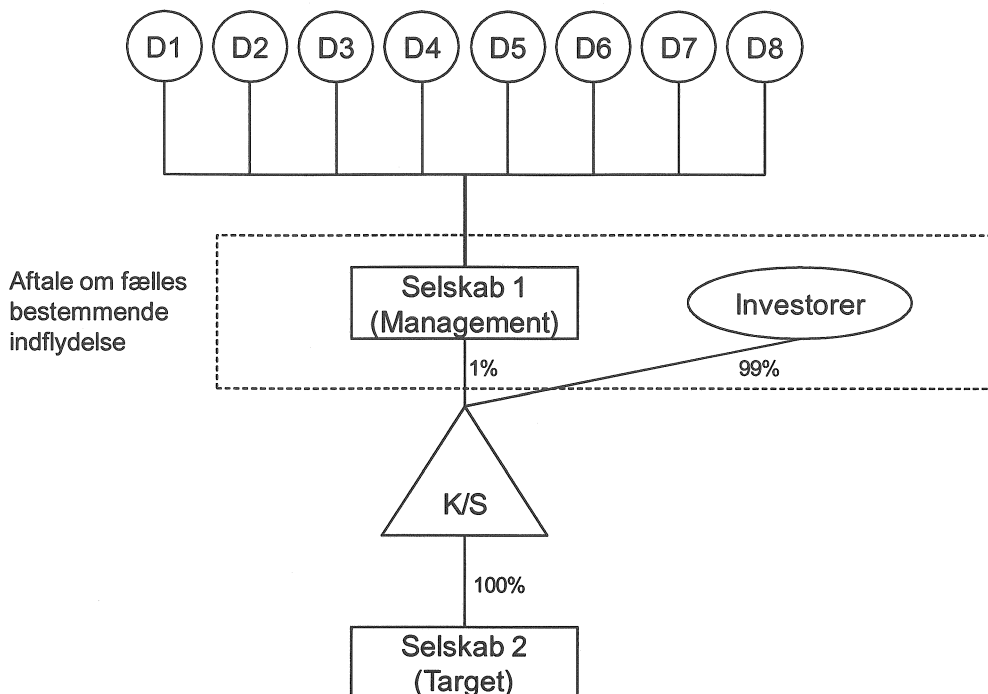 D1 D2 D3 D4 D5 D6 D7 D8
Aftale om fælles
bestemmende
indflydelse
Selskab 1
(Management)
Investorer
1%
99%
K/S
100%
Selskab 2
(Target)